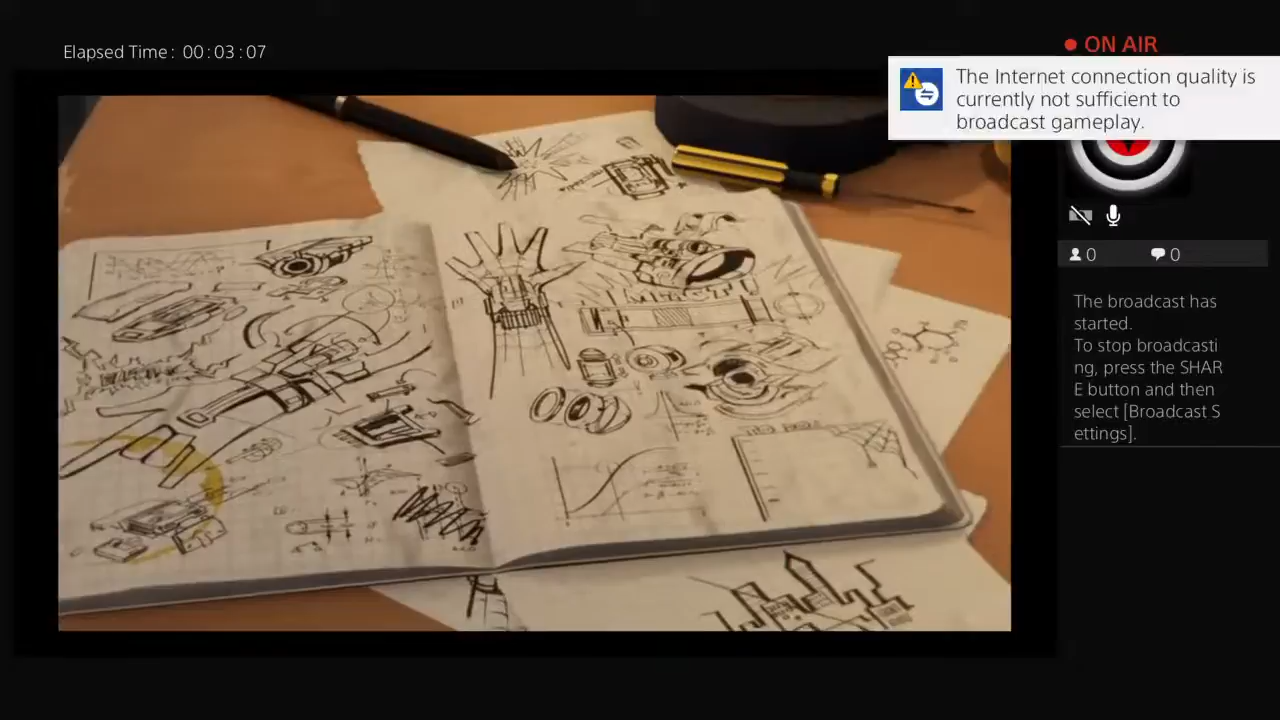 Elapsed Time: 00:03:07
ON AIR
The Internet connection quality is
currently not sufficient to
broadcast gameplay.
0
0
The broadcast has
started.
To stop broadcasti
ng, press the SHAR
E button and then
select [Broadcast S
ettings].